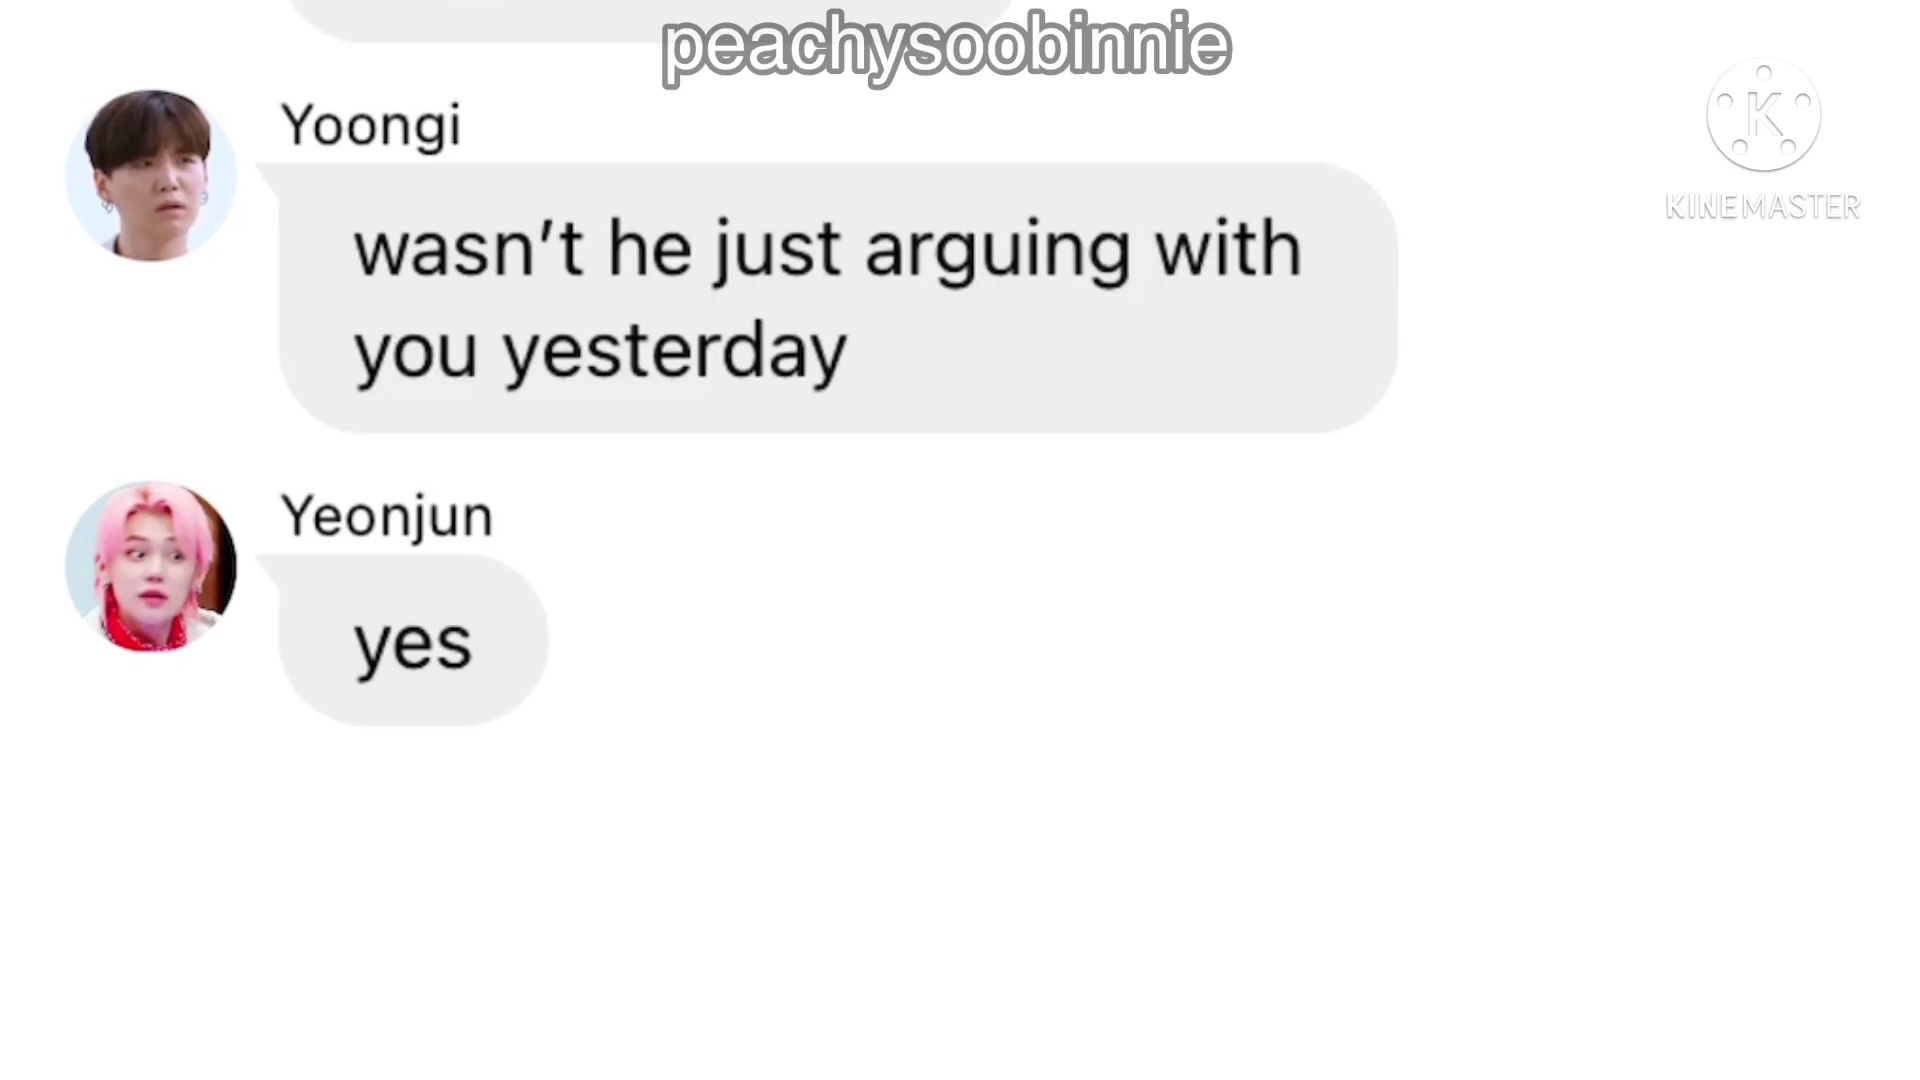 peachysoobinnie
Yoongi
KINEMASTER
wasn’t he just arguing with
you yesterday
Yeonjun
yes